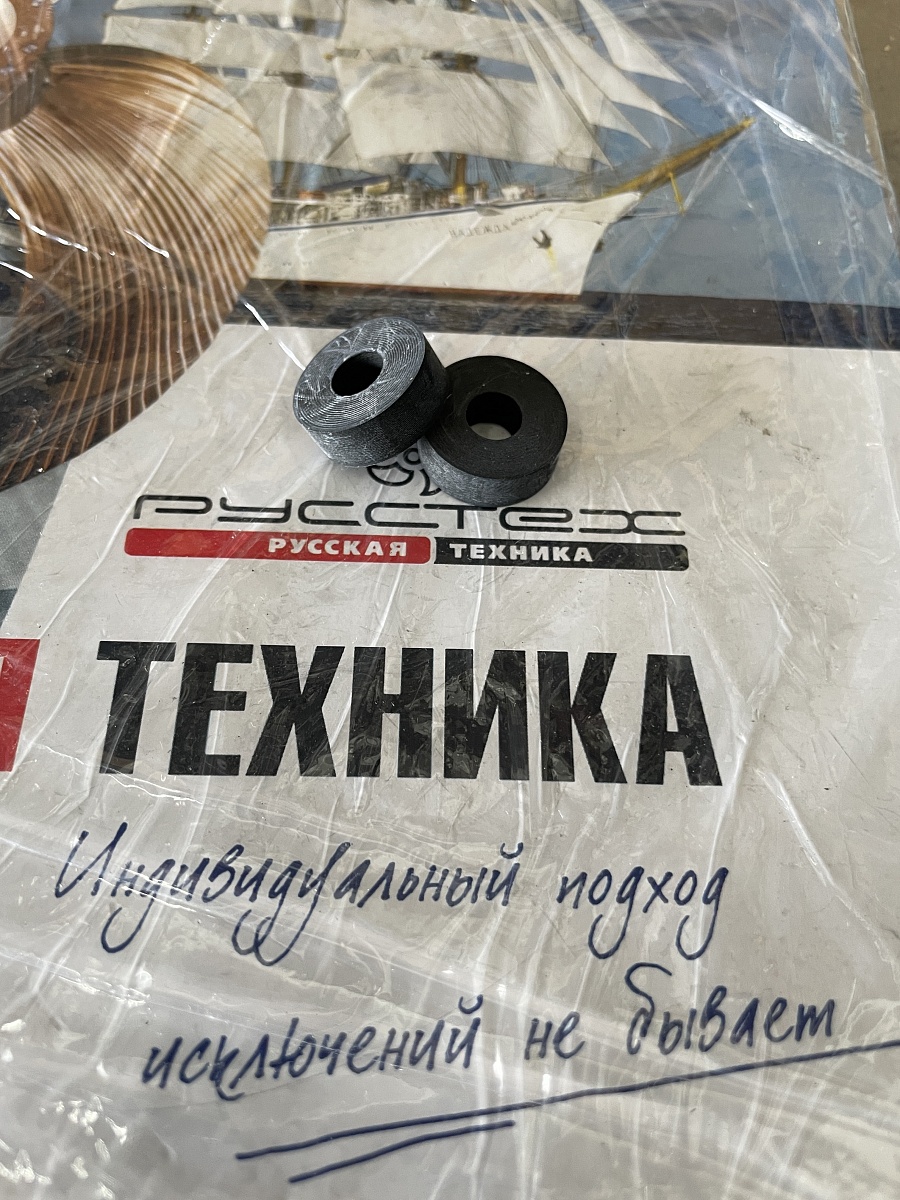 РУССТЕХ
РУССКАЯ ТЕХНИКА
ТЕХНИКА
Индивидуальный подход
исключений не бывает